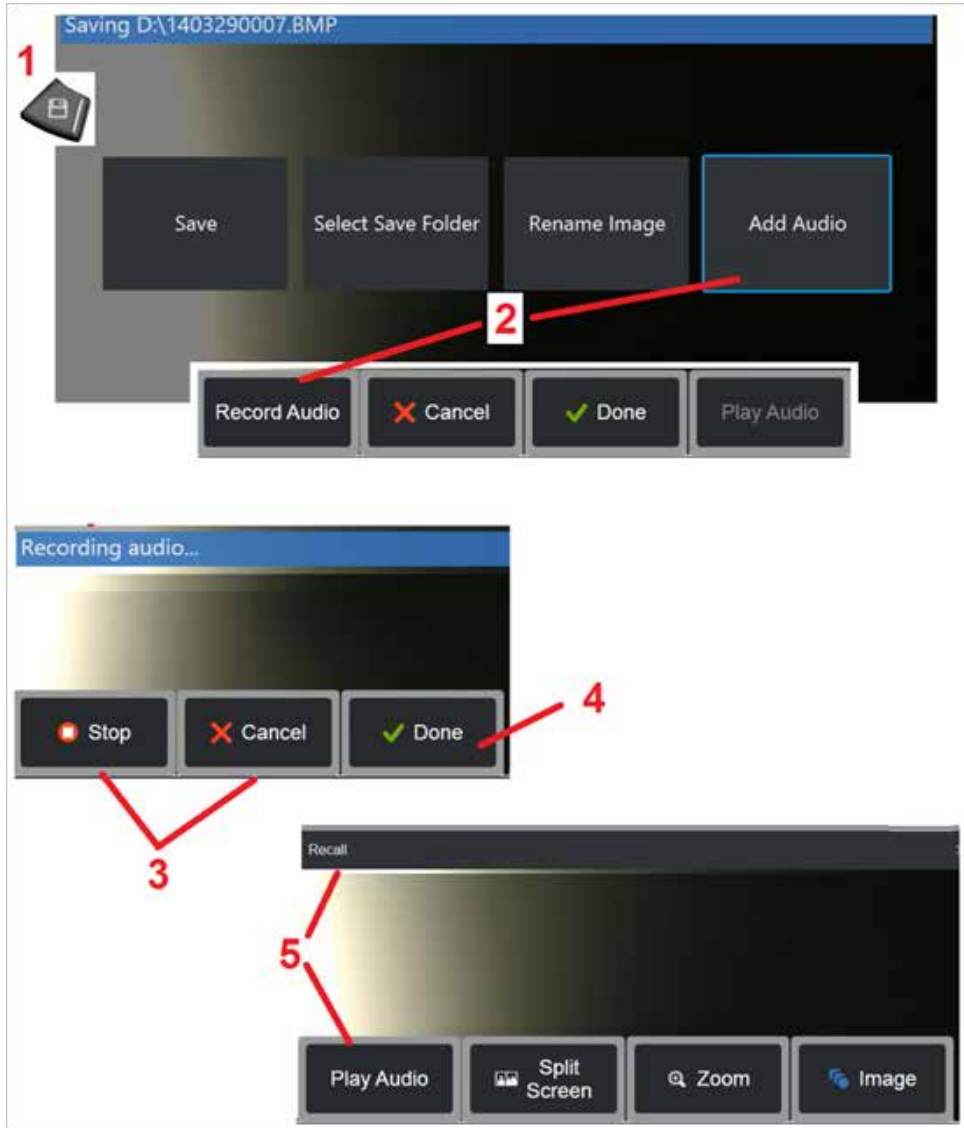 Saving D:\1403290007.BMP
1
Save
Select Save Folder
Rename Image
Add Audio
2
Record Audio
Cancel
Done
Play Audio
Recording audio...
Stop
Cancel
Done
4
3
Recall
5
Play Audio
Split
Screen
Zoom
Image